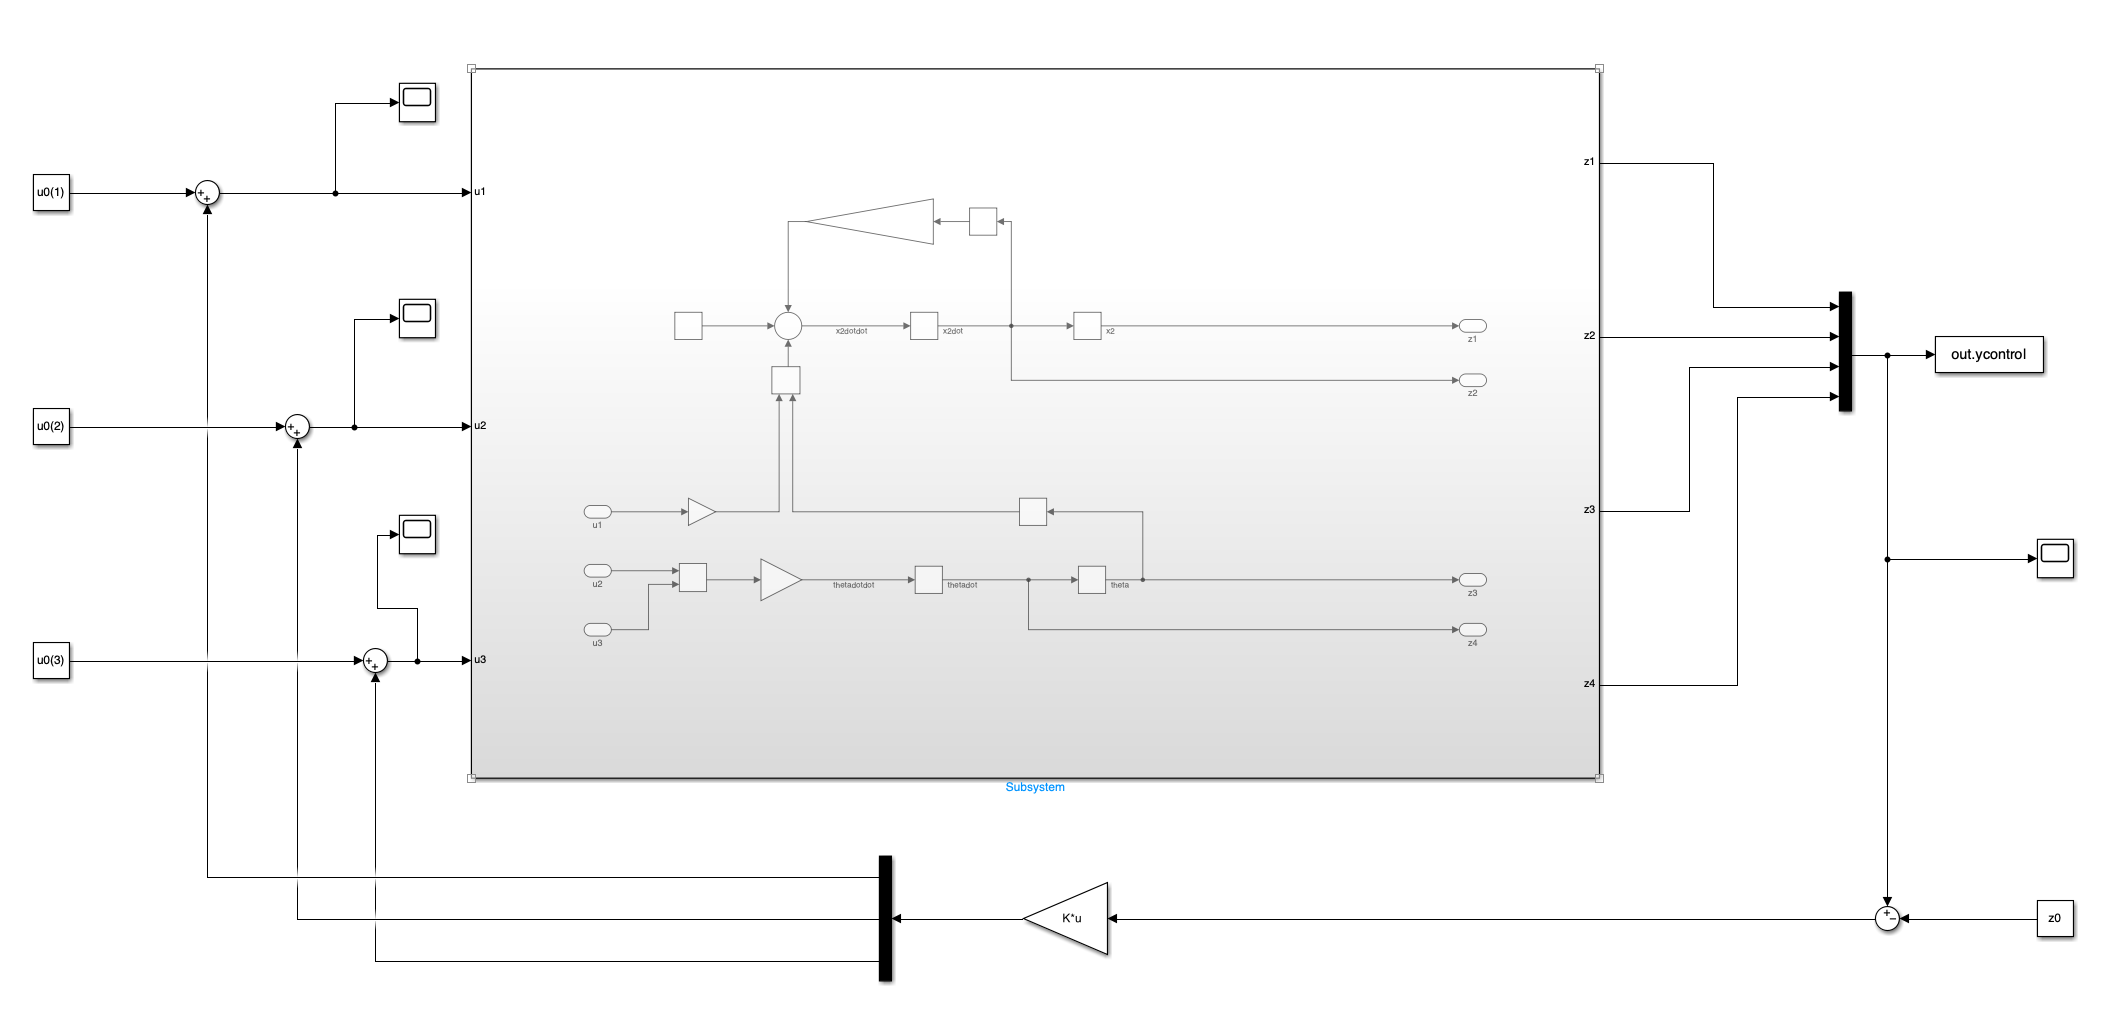 u0(1)
+
+
u1
z1
x2dotdot
x2dot
x2
z1
z2
z2
u0(2)
+
+
u2
out.ycontrol
u1
z3
u2
thetadotdot
thetadot
theta
z3
u3
z4
u0(3)
+
+
u3
z4
Subsystem
K*u
+
−
z0